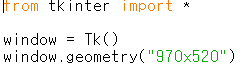 from tkinter import *
window = Tk()
window.geometry("970x520")